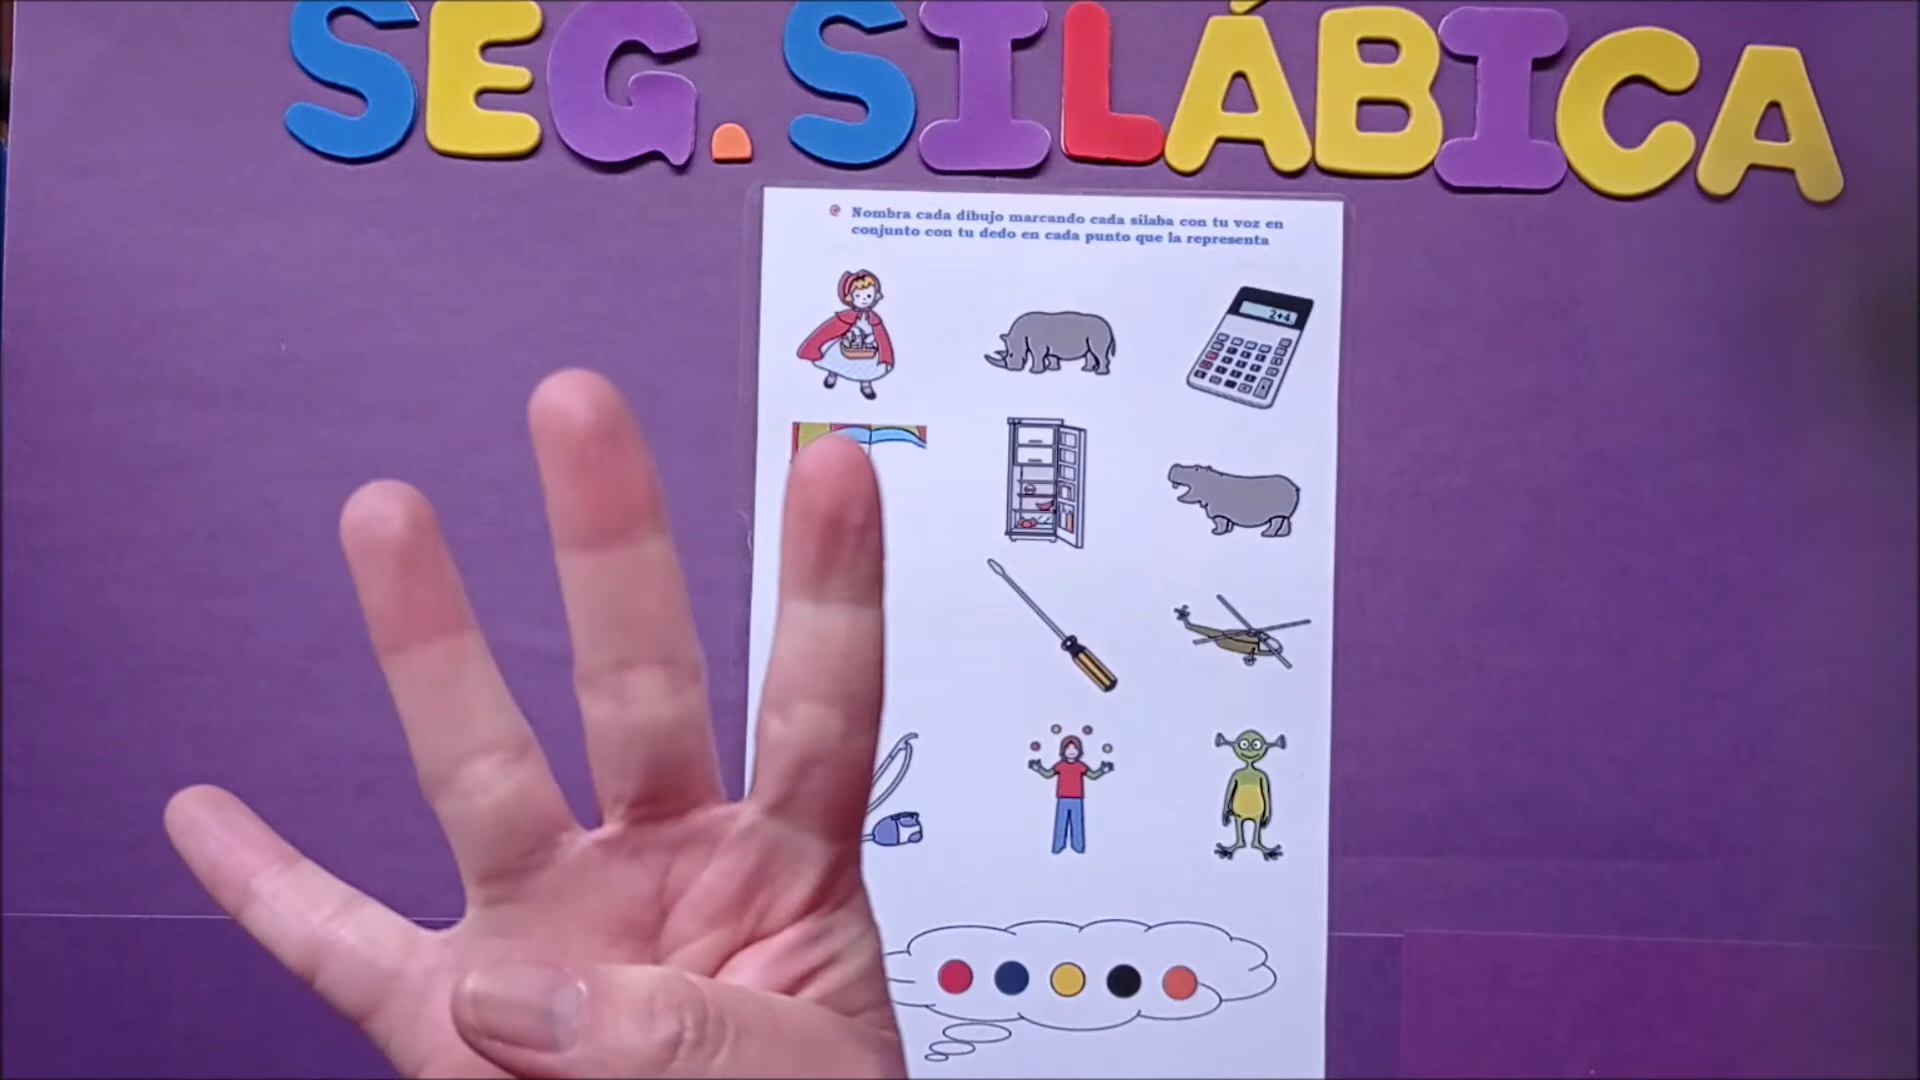 SEG. SILÁBICA
Nombra cada dibujo marcando cada sílaba con tu voz en
conjunto con tu dedo en cada punto que la representa
2+4